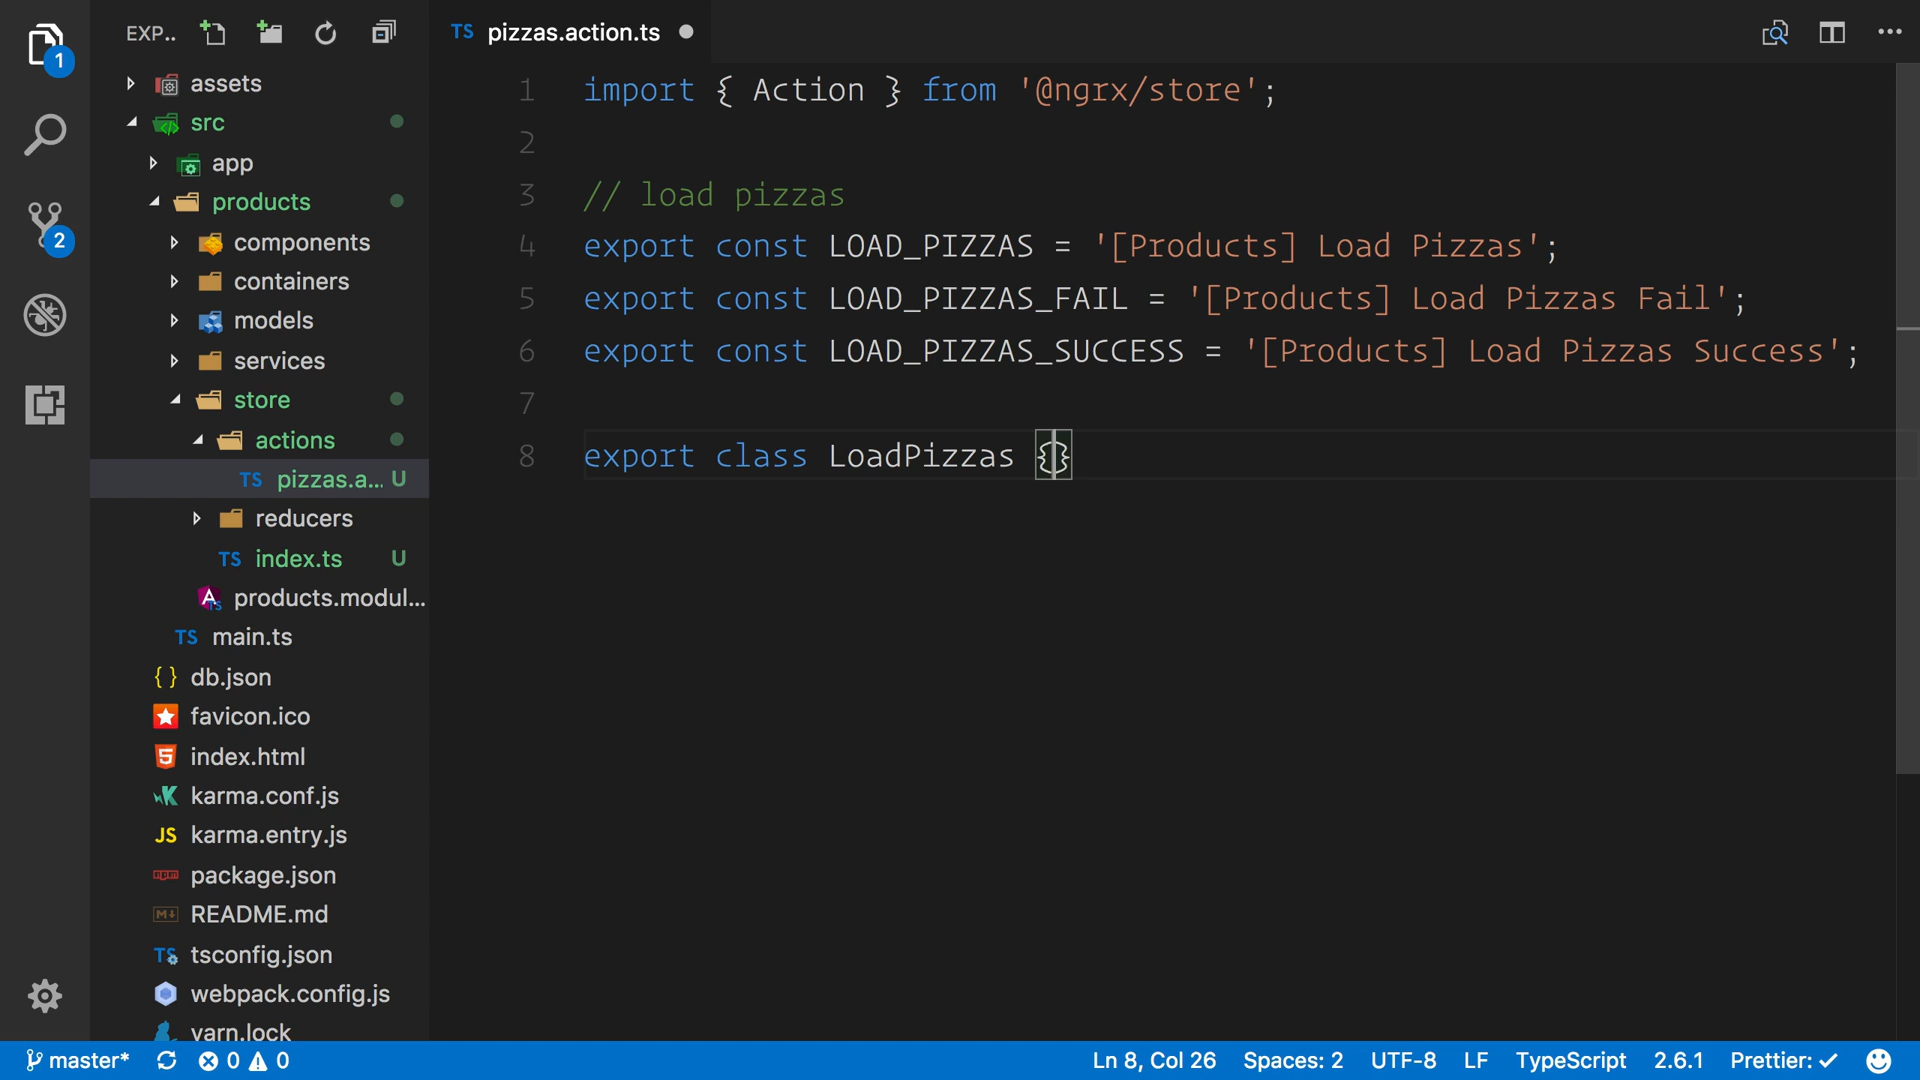 EXP..
pizzas.action.ts
assets
src
app
products
components
containers
models
services
store
actions
TS pizzas.a... U
reducers
TS index.ts U
products.modul...
TS main.ts
{ } db.json
favicon.ico
index.html
karma.conf.js
JS karma.entry.js
package.json
README.md
tsconfig.json
webpack.config.js
yarn.lock
1
2
TS
1 import { Action } from '@ngrx/store';
2
3 // load pizzas
4 export const LOAD_PIZZAS = '[Products] Load Pizzas';
5 export const LOAD_PIZZAS_FAIL = '[Products] Load Pizzas Fail';
6 export const LOAD_PIZZAS_SUCCESS = '[Products] Load Pizzas Success';
7
8 export class LoadPizzas {}
master* 0 0
Ln 8, Col 26 Spaces: 2 UTF-8 LF TypeScript 2.6.1 Prettier: ✓